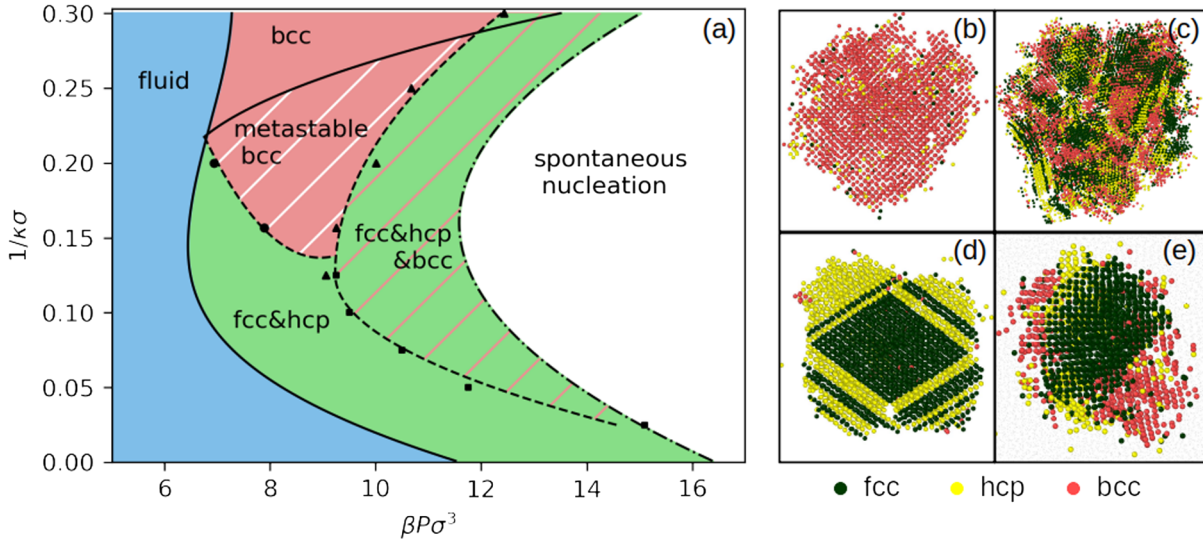 (a)
bcc
fluid
metastable
bcc
spontaneous
nucleation
fcc&hcp
&bcc
fcc&hcp
0.30
0.25
0.20
0.15
0.10
0.05
0.00
1/κσ
6 8 10 12 14 16
βPσ³
(b)
(c)
(d)
(e)
fcc hcp bcc